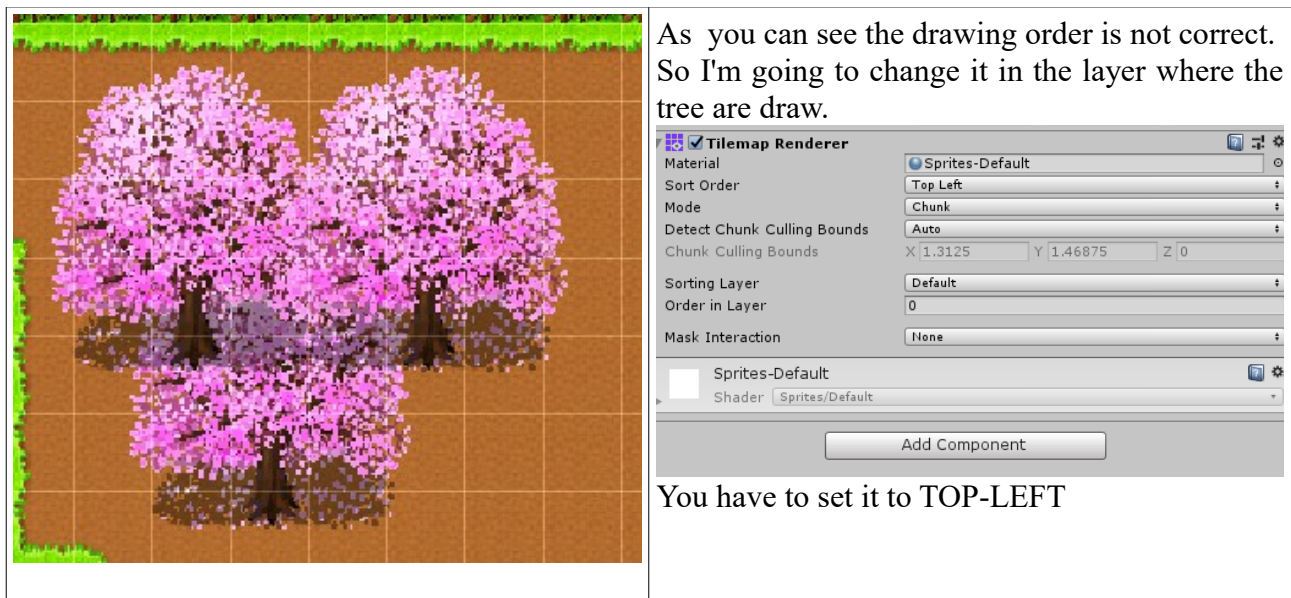 As you can see the drawing order is not correct.
So I'm going to change it in the layer where the
tree are draw.
Tilemap Renderer
Material Sprites-Default
Sort Order Top Left
Mode Chunk
Detect Chunk Culling Bounds Auto
Chunk Culling Bounds X 1.3125 Y 1.46875 Z 0
Sorting Layer Default
Order in Layer 0
Mask Interaction None
Sprites-Default
Shader Sprites/Default
Add Component
You have to set it to TOP-LEFT